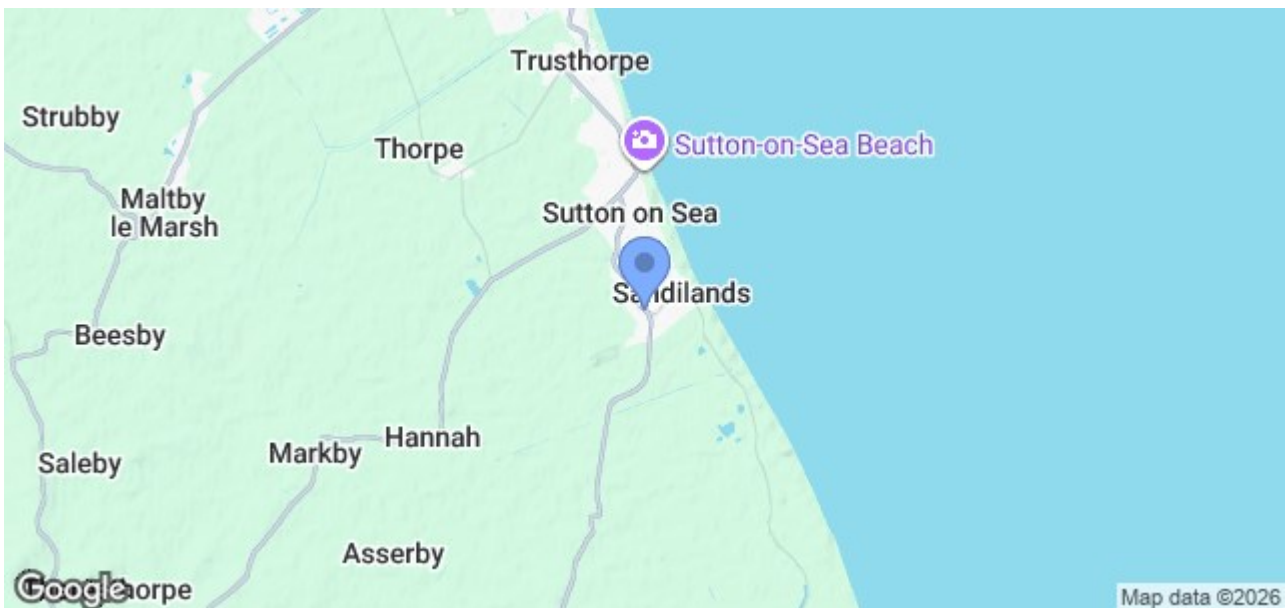 Trusthorpe
Strubby
Sutton-on-Sea Beach
Thorpe
Maltby
le Marsh
Sutton on Sea
Sandilands
Beesby
Hannah
Markby
Saleby
Asserby
Google
Map data ©2026